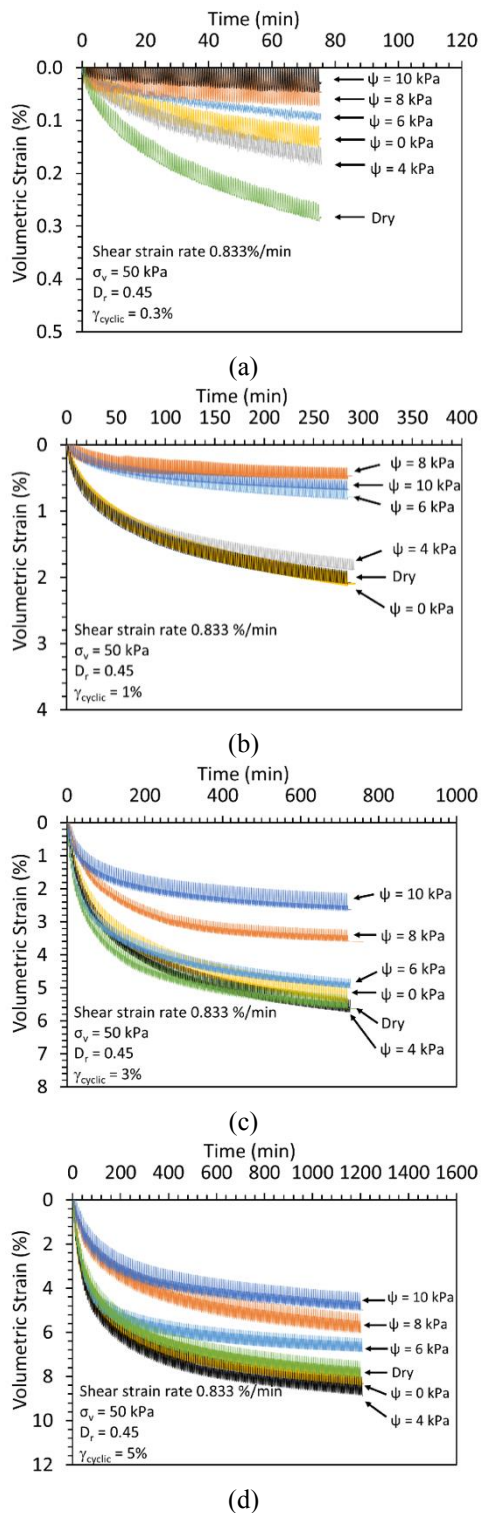 Time (min)
0 20 40 60 80 100 120
Volumetric Strain (%)
0.0
0.1
0.2
0.3
0.4
0.5
ψ = 10 kPa
ψ = 8 kPa
ψ = 6 kPa
ψ = 0 kPa
ψ = 4 kPa
Dry
Shear strain rate 0.833%/min
σv = 50 kPa
Dr = 0.45
γcyclic = 0.3%
(a)
Time (min)
0 50 100 150 200 250 300 350 400
Volumetric Strain (%)
0
1
2
3
4
ψ = 8 kPa
ψ = 10 kPa
ψ = 6 kPa
ψ = 4 kPa
Dry
ψ = 0 kPa
Shear strain rate 0.833 %/min
σv = 50 kPa
Dr = 0.45
γcyclic = 1%
(b)
Time (min)
0 200 400 600 800 1000
Volumetric Strain (%)
0
1
2
3
4
5
6
7
8
ψ = 10 kPa
ψ = 8 kPa
ψ = 6 kPa
ψ = 0 kPa
Dry
ψ = 4 kPa
Shear strain rate 0.833 %/min
σv = 50 kPa
Dr = 0.45
γcyclic = 3%
(c)
Time (min)
0 200 400 600 800 1000 1200 1400 1600
Volumetric Strain (%)
0
2
4
6
8
10
12
ψ = 10 kPa
ψ = 8 kPa
ψ = 6 kPa
Dry
ψ = 0 kPa
ψ = 4 kPa
Shear strain rate 0.833 %/min
σv = 50 kPa
Dr = 0.45
γcyclic = 5%
(d)